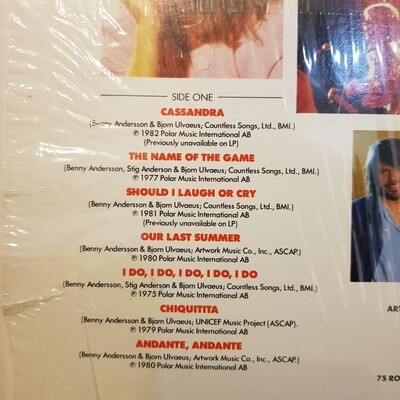 SIDE ONE
CASSANDRA
(Benny Andersson & Bjorn Ulvaeus; Countless Songs, Ltd., BMI.)
℗ 1982 Polar Music International AB
(Previously unavailable on LP)
THE NAME OF THE GAME
(Benny Andersson, Stig Anderson & Bjorn Ulvaeus; Countless Songs, Ltd., BMI.)
℗ 1977 Polar Music International AB
SHOULD I LAUGH OR CRY
(Benny Andersson & Bjorn Ulvaeus; Countless Songs, Ltd., BMI.)
℗ 1981 Polar Music International AB
(Previously unavailable on LP)
OUR LAST SUMMER
(Benny Andersson & Bjorn Ulvaeus; Artwork Music Co., Inc., ASCAP.)
℗ 1980 Polar Music International AB
I DO, I DO, I DO, I DO, I DO
(Benny Andersson, Stig Anderson & Bjorn Ulvaeus; Countless Songs, Ltd., BMI.)
℗ 1975 Polar Music International AB
CHIQUITITA
(Benny Andersson & Bjorn Ulvaeus; UNICEF Music Project (ASCAP).
℗ 1979 Polar Music International AB
ANDANTE, ANDANTE
(Benny Andersson & Bjorn Ulvaeus; Artwork Music Co., Inc., ASCAP.)
℗ 1980 Polar Music International AB
ART
75 RO